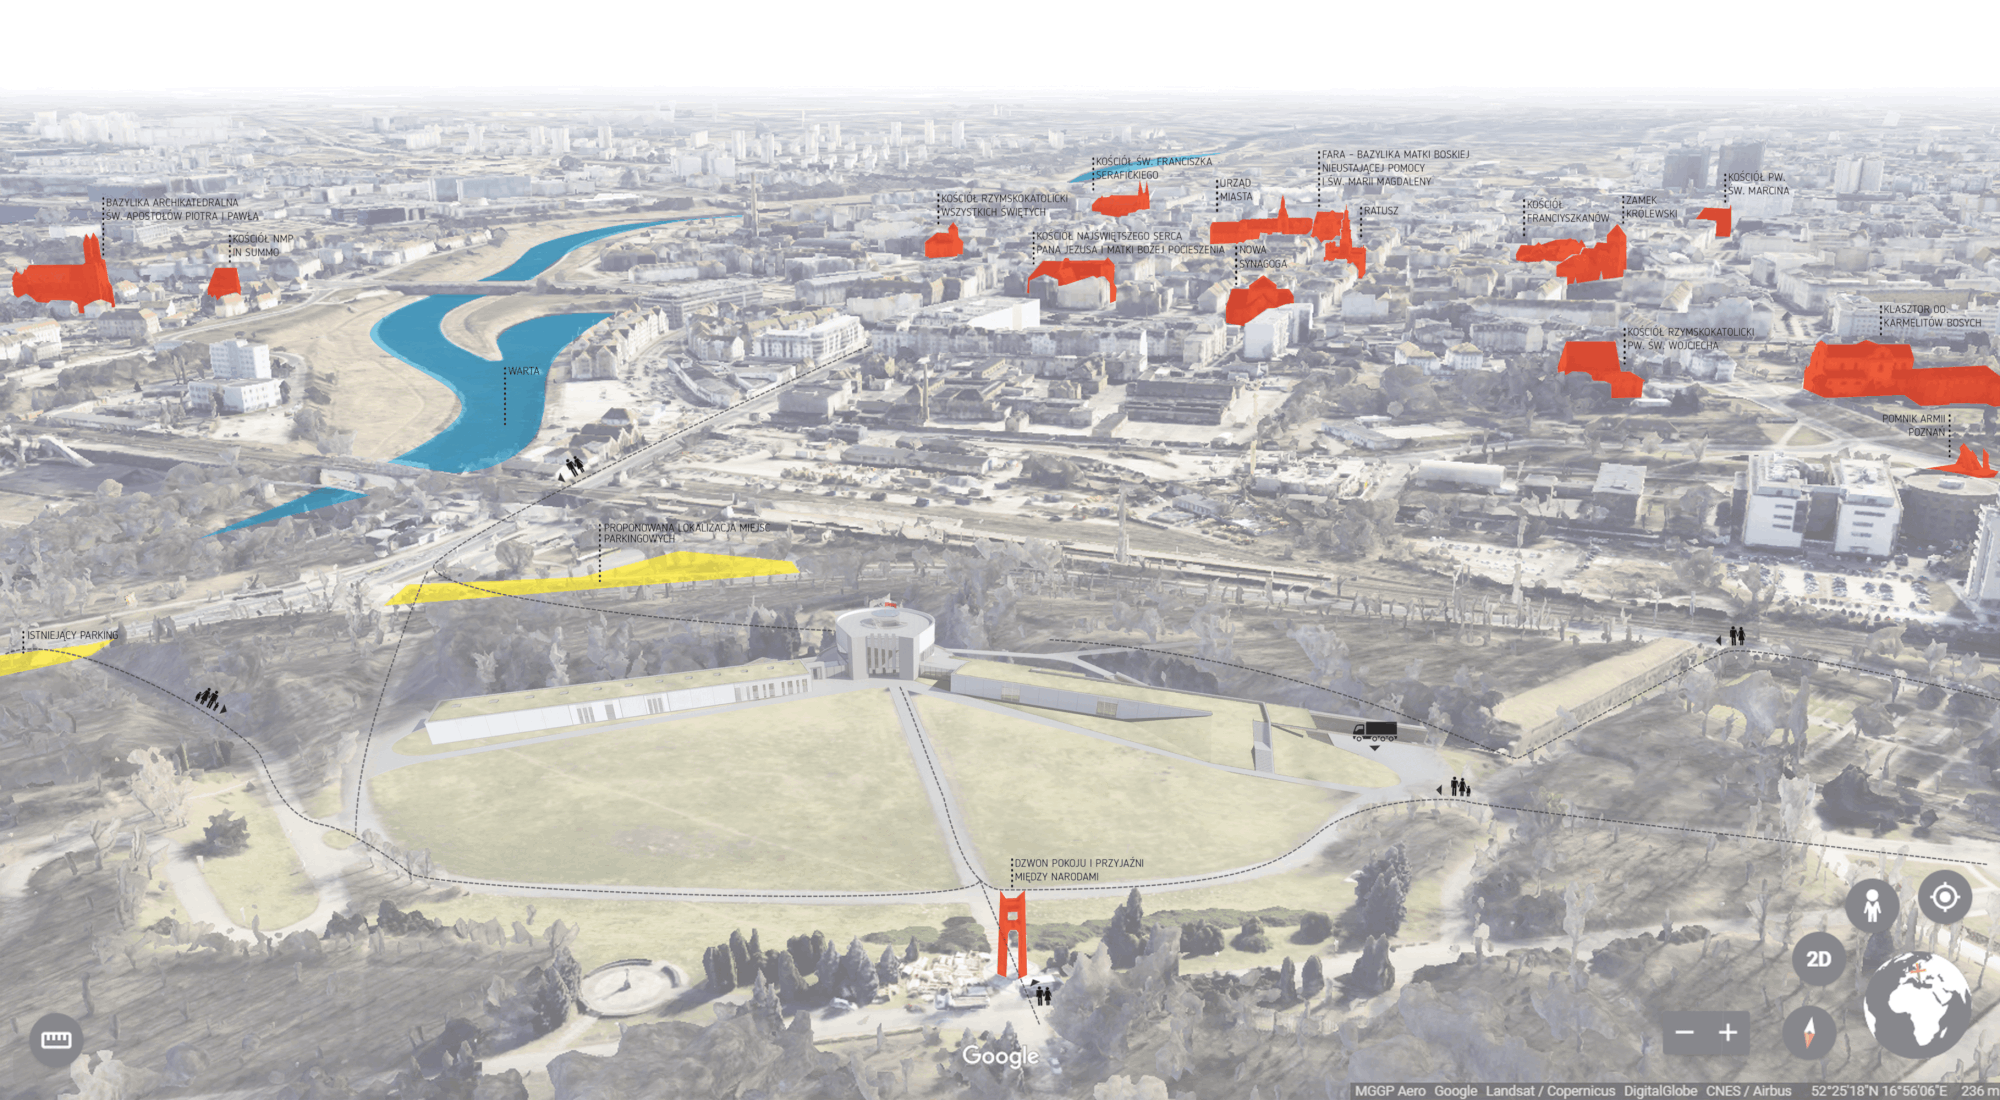 BAZYLIKA ARCHIKATEDRALNA
ŚW. APOSTOŁÓW PIOTRA I PAWŁA
KOŚCIÓŁ NMP
IN SUMMO
WARTA
KOŚCIÓŁ RZYMSKOKATOLICKI
WSZYSTKICH ŚWIĘTYCH
KOŚCIÓŁ ŚW. FRANCISZKA
SERAFICKIEGO
KOŚCIÓŁ NAJŚWIĘTSZEGO SERCA
PANA JEZUSA I MATKI BOŻEJ POCIESZENIA
URZĄD
MIASTA
NOWA
SYNAGOGA
FARA - BAZYLIKA MATKI BOSKIEJ
NIEUSTAJĄCEJ POMOCY
I ŚW. MARII MAGDALENY
RATUSZ
KOŚCIÓŁ
FRANCIYSZKANÓW
ZAMEK
KRÓLEWSKI
KOŚCIÓŁ PW.
ŚW. MARCINA
KOŚCIÓŁ RZYMSKOKATOLICKI
PW. ŚW. WOJCIECHA
KLASZTOR OO.
KARMELITÓW BOSYCH
POMNIK ARMII
POZNAŃ
PROPONOWANA LOKALIZACJA MIEJSC
PARKINGOWYCH
ISTNIEJĄCY PARKING
DZWON POKOJU I PRZYJAŹNI
MIĘDZY NARODAMI
2D
Google
MGGP Aero Google Landsat / Copernicus DigitalGlobe CNES / Airbus 52°25'18"N 16°56'06"E 236 m